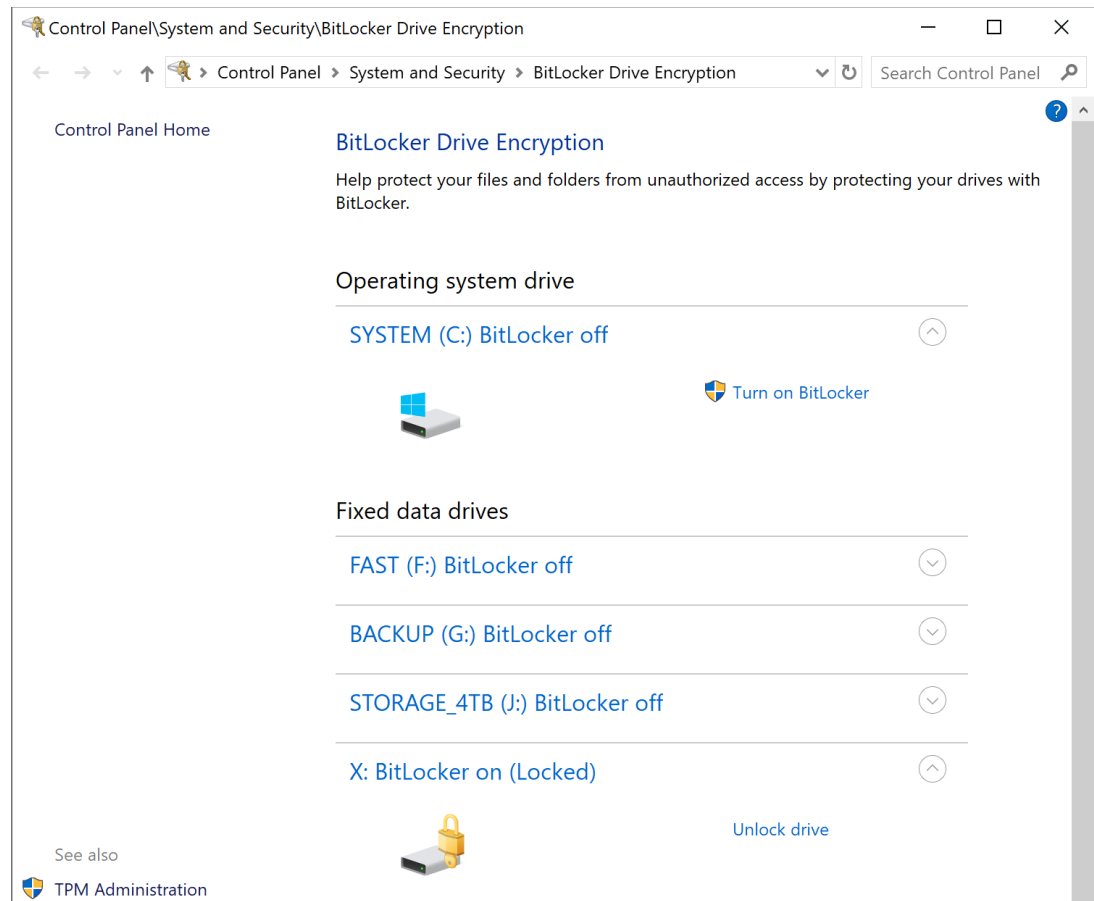 Control Panel\System and Security\BitLocker Drive Encryption
Control Panel > System and Security > BitLocker Drive Encryption
Search Control Panel
?
Control Panel Home
BitLocker Drive Encryption
Help protect your files and folders from unauthorized access by protecting your drives with
BitLocker.
Operating system drive
SYSTEM (C:) BitLocker off
Turn on BitLocker
Fixed data drives
FAST (F:) BitLocker off
BACKUP (G:) BitLocker off
STORAGE_4TB (J:) BitLocker off
X: BitLocker on (Locked)
Unlock drive
See also
TPM Administration